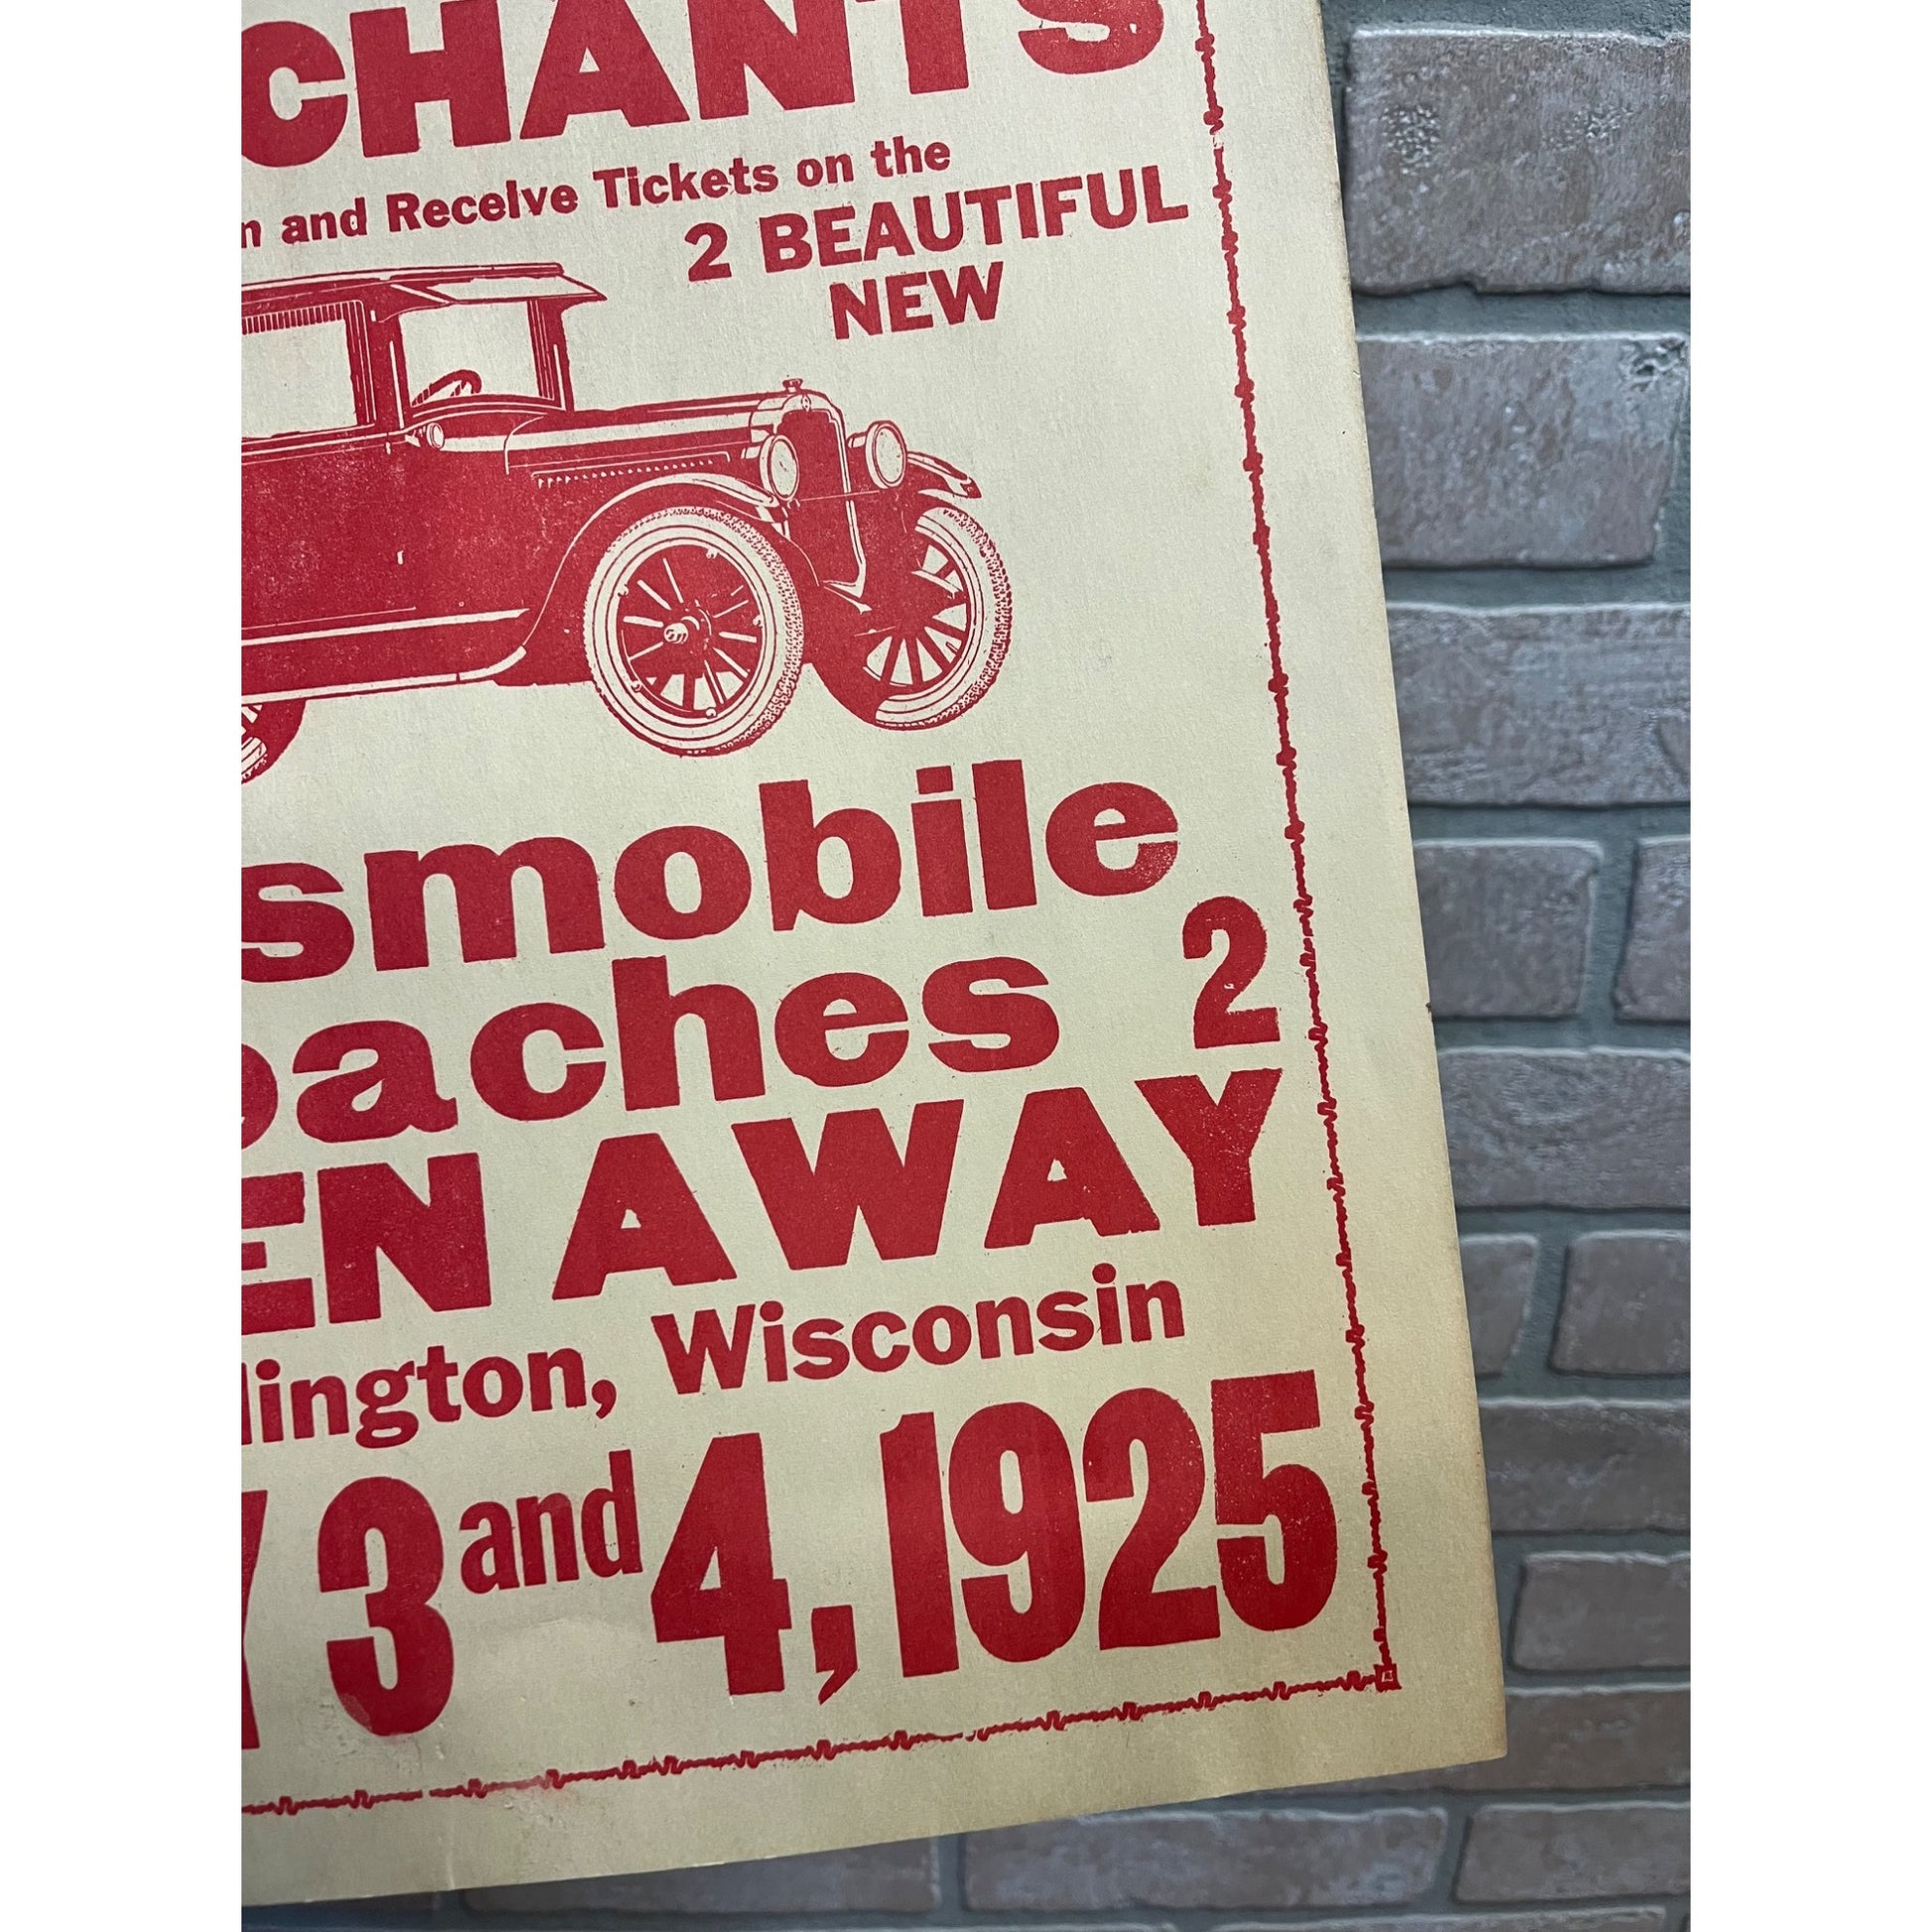 CHANTS
n and Receive Tickets on the
2 BEAUTIFUL
NEW
smobile
oaches 2
EN AWAY
lington, Wisconsin
Y 3 and 4, 1925